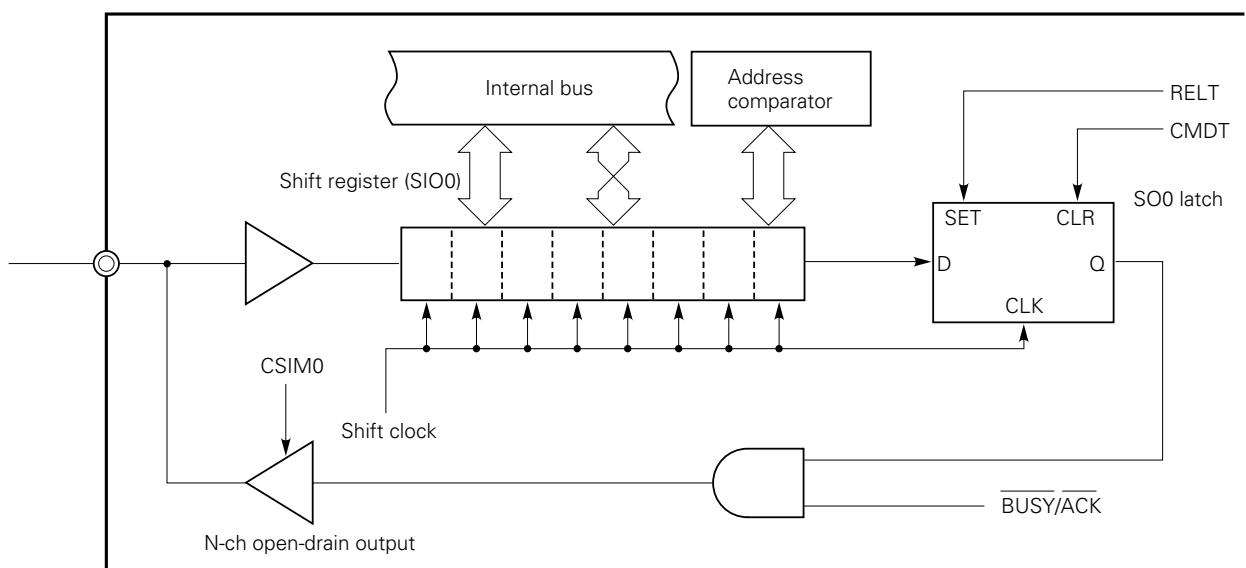 Internal bus
Address
comparator
RELT
CMDT
Shift register (SIO0)
SO0 latch
SET
CLR
D
Q
CLK
CSIM0
Shift clock
BUSY/ACK
N-ch open-drain output